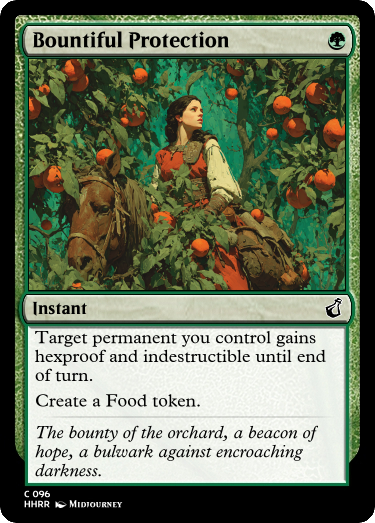 Bountiful Protection
Instant
Target permanent you control gains
hexproof and indestructible until end
of turn.
Create a Food token.
The bounty of the orchard, a beacon of
hope, a bulwark against encroaching
darkness.
C 096
HHRR MIDJOURNEY